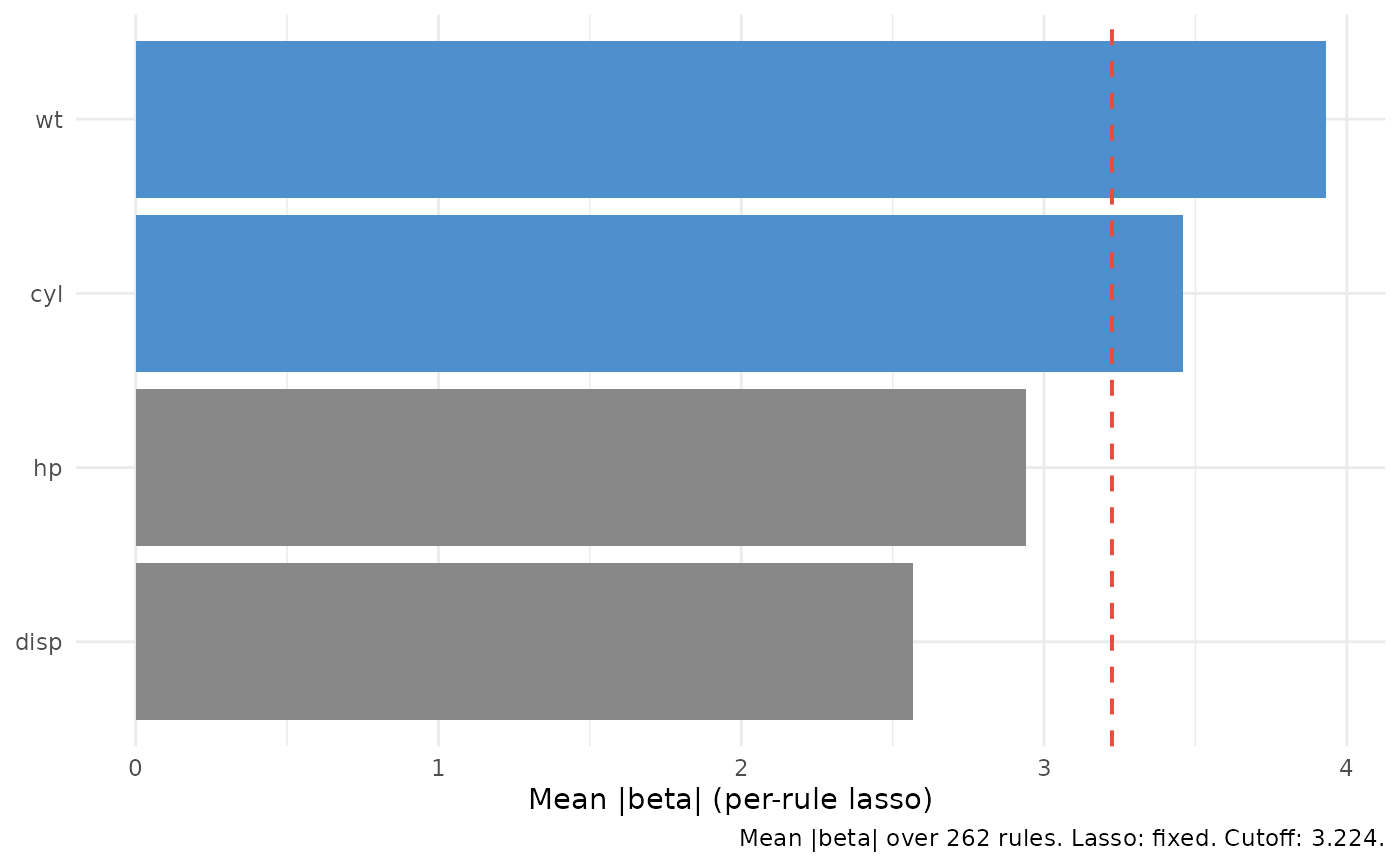 wt
cyl
hp
disp
0 1 2 3 4
Mean |beta| (per-rule lasso)
Mean |beta| over 262 rules. Lasso: fixed. Cutoff: 3.224.